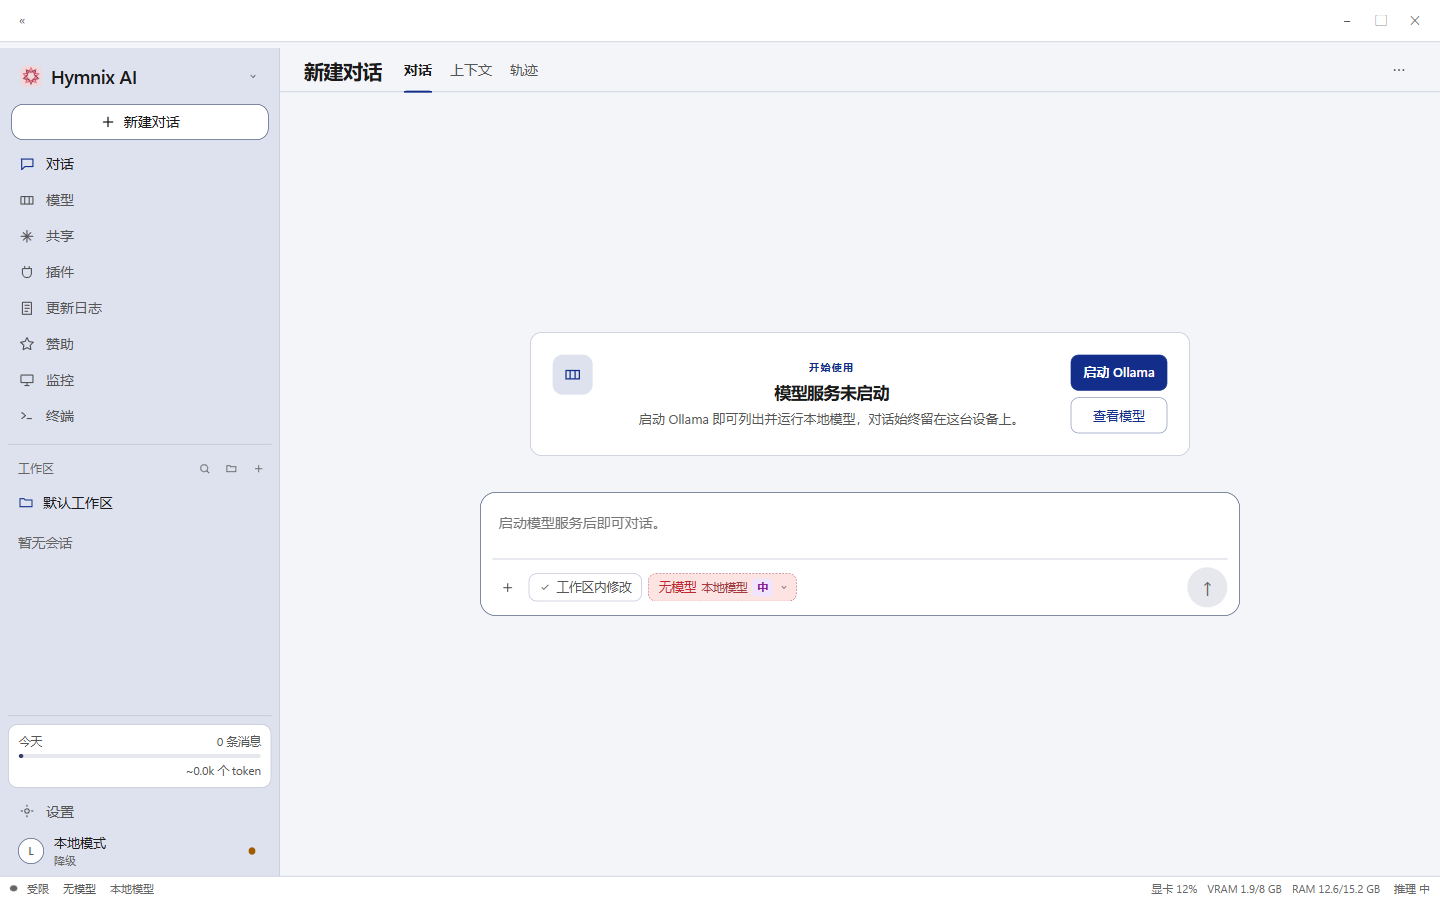 «
Hymnix AI
新建对话
对话
模型
共享
插件
更新日志
赞助
监控
终端
工作区
默认工作区
暂无会话
今天 0 条消息
~0.0k 个 token
设置
L 本地模式
降级
新建对话 对话 上下文 轨迹 ···
开始使用
模型服务未启动
启动 Ollama 即可列出并运行本地模型，对话始终留在这台设备上。
启动 Ollama
查看模型
启动模型服务后即可对话。
工作区内修改 无模型 本地模型 中
受限 无模型 本地模型 显卡 12% VRAM 1.9/8 GB RAM 12.6/15.2 GB 推理 中